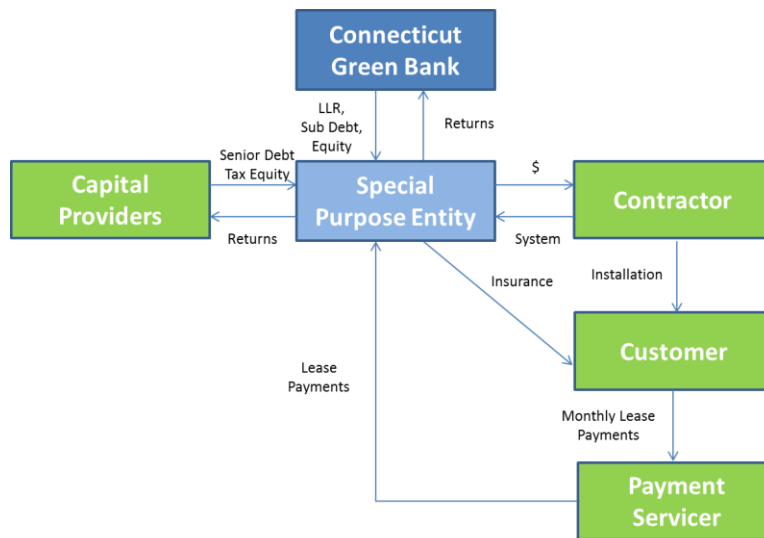 Connecticut
Green Bank
LLR,
Sub Debt,
Equity
Returns
Senior Debt
Tax Equity
$
Capital
Providers
Special
Purpose Entity
Contractor
Returns
System
Insurance
Installation
Customer
Lease
Payments
Monthly Lease
Payments
Payment
Servicer